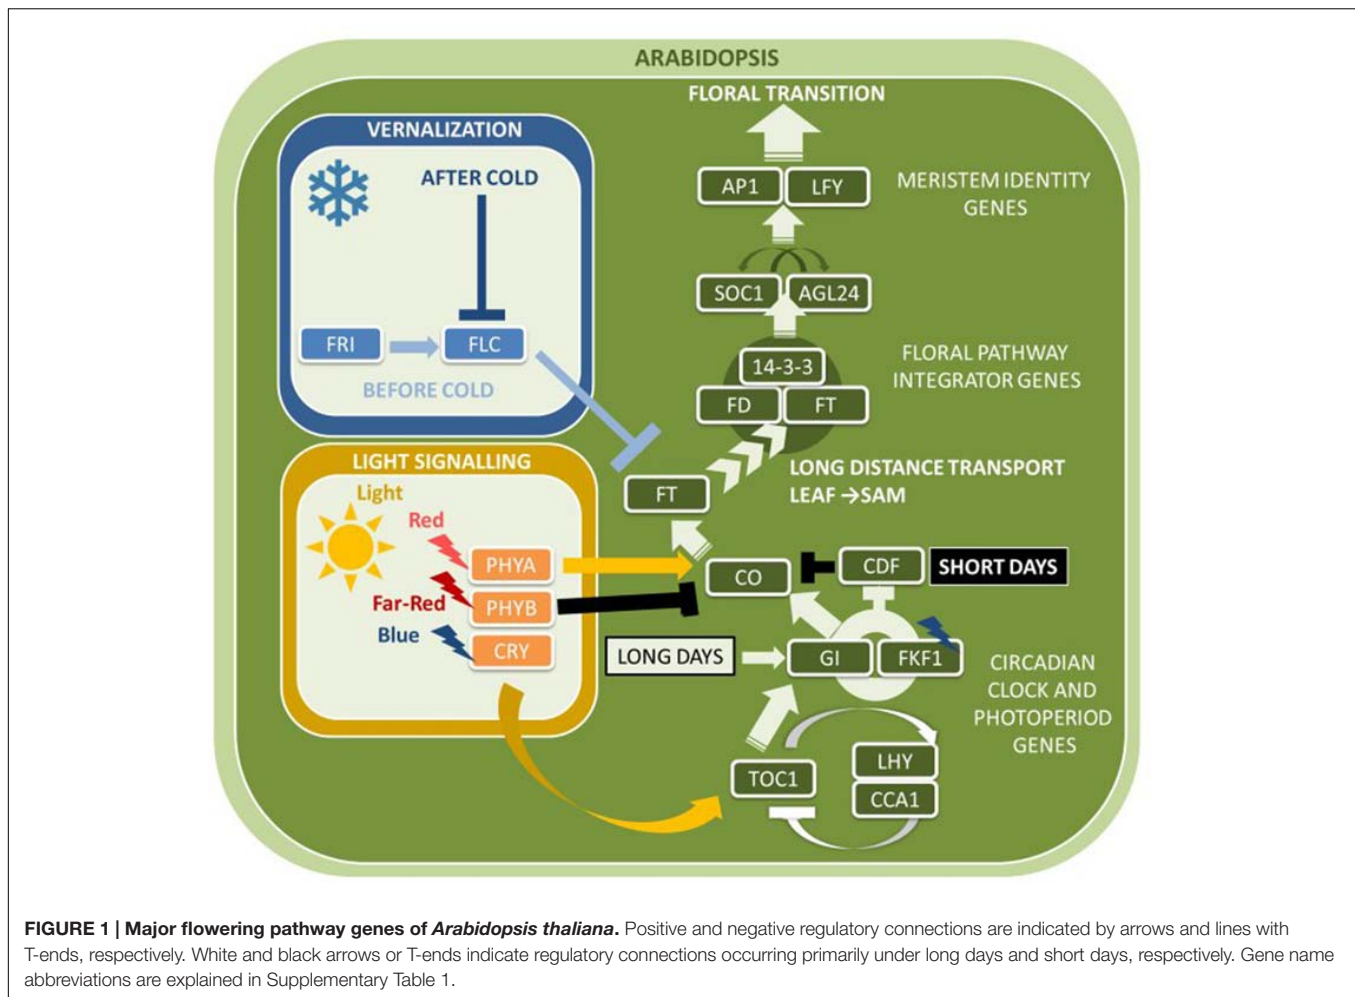 ARABIDOPSIS
FLORAL TRANSITION
VERNALIZATION
AFTER COLD
FRI
FLC
BEFORE COLD
AP1
LFY
MERISTEM IDENTITY
GENES
SOC1
AGL24
14-3-3
FD
FT
FLORAL PATHWAY
INTEGRATOR GENES
LONG DISTANCE TRANSPORT
LEAF →SAM
FT
LIGHT SIGNALLING
Light
Red
PHYA
Far-Red
PHYB
Blue
CRY
CO
CDF
SHORT DAYS
LONG DAYS
GI
FKF1
CIRCADIAN
CLOCK AND
PHOTOPERIOD
GENES
TOC1
LHY
CCA1
FIGURE 1 | Major flowering pathway genes of Arabidopsis thaliana. Positive and negative regulatory connections are indicated by arrows and lines with
T-ends, respectively. White and black arrows or T-ends indicate regulatory connections occurring primarily under long days and short days, respectively. Gene name
abbreviations are explained in Supplementary Table 1.